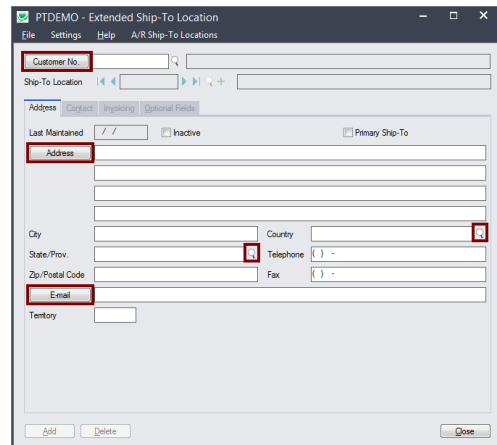 PTDEMO - Extended Ship-To Location
File Settings Help A/R Ship-To Locations
Customer No.
Ship-To Location
Address Contact Invoicing Optional Fields
Last Maintained / / Inactive Primary Ship-To
Address
City Country
State/Prov. Telephone ( ) -
Zip/Postal Code Fax ( ) -
E-mail
Territory
Add Delete Close